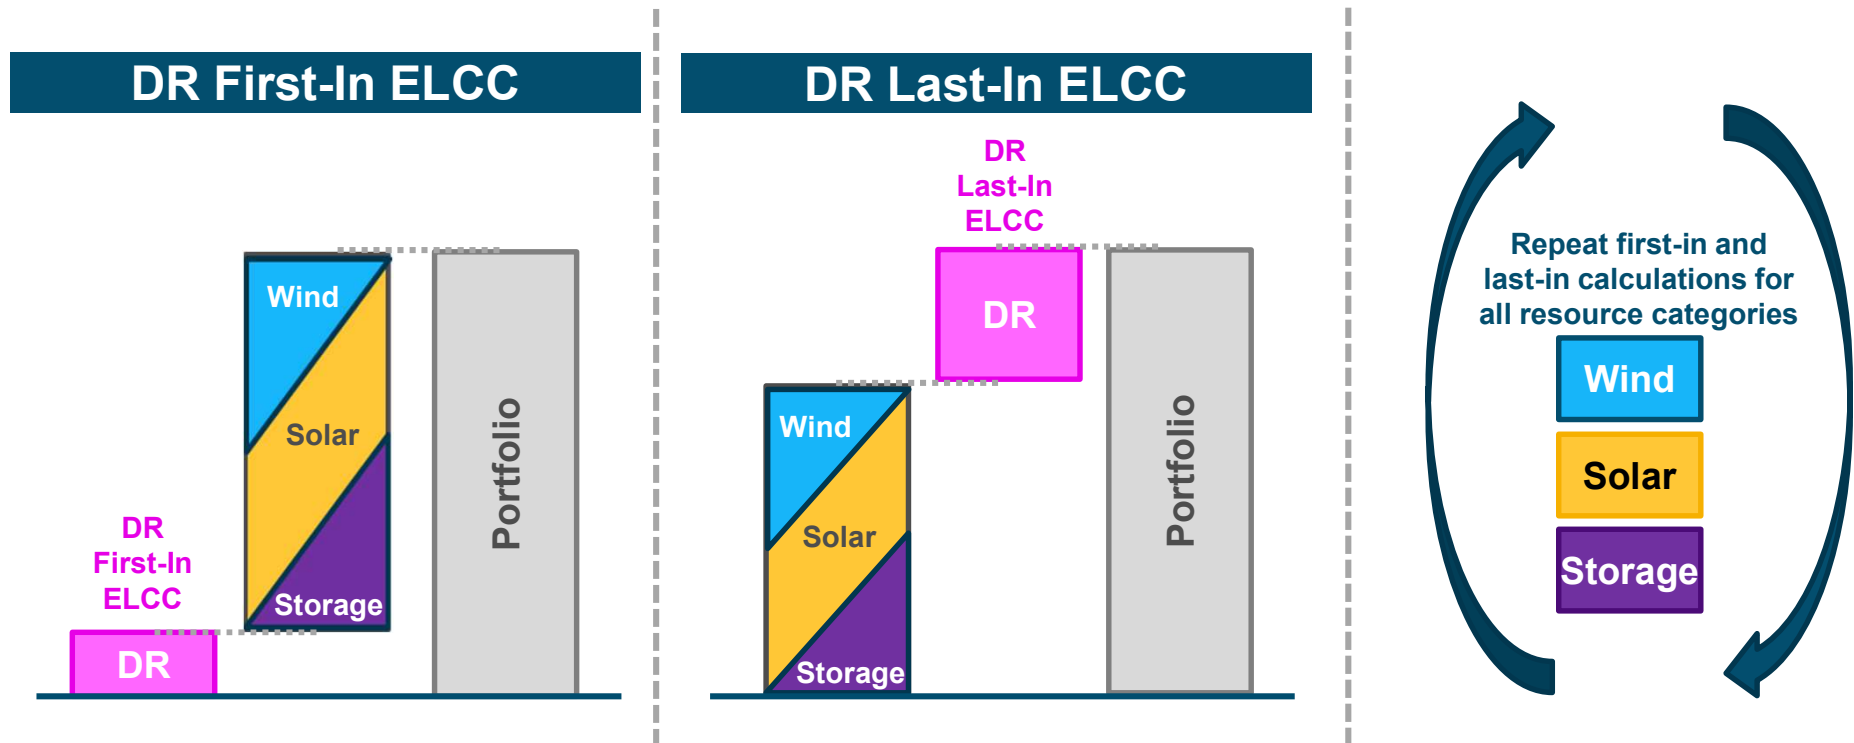 DR First-In ELCC
DR
First-In
ELCC
DR
Wind
Solar
Storage
Portfolio
DR Last-In ELCC
DR
Last-In
ELCC
DR
Wind
Solar
Storage
Portfolio
Repeat first-in and
last-in calculations for
all resource categories
Wind
Solar
Storage